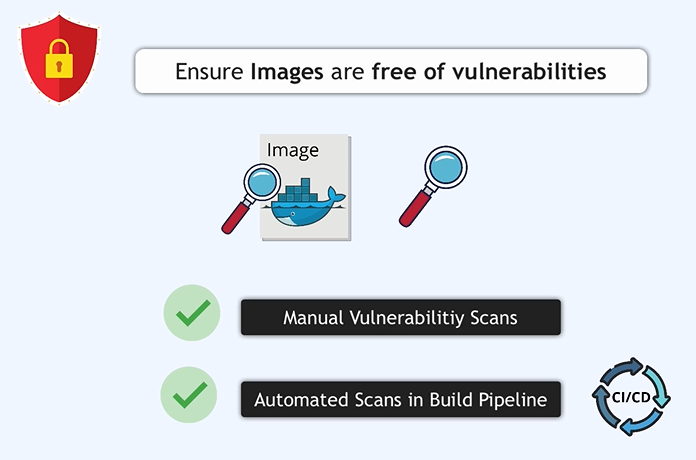 Ensure Images are free of vulnerabilities
Image
Manual Vulnerabilitiy Scans
Automated Scans in Build Pipeline
CI/CD